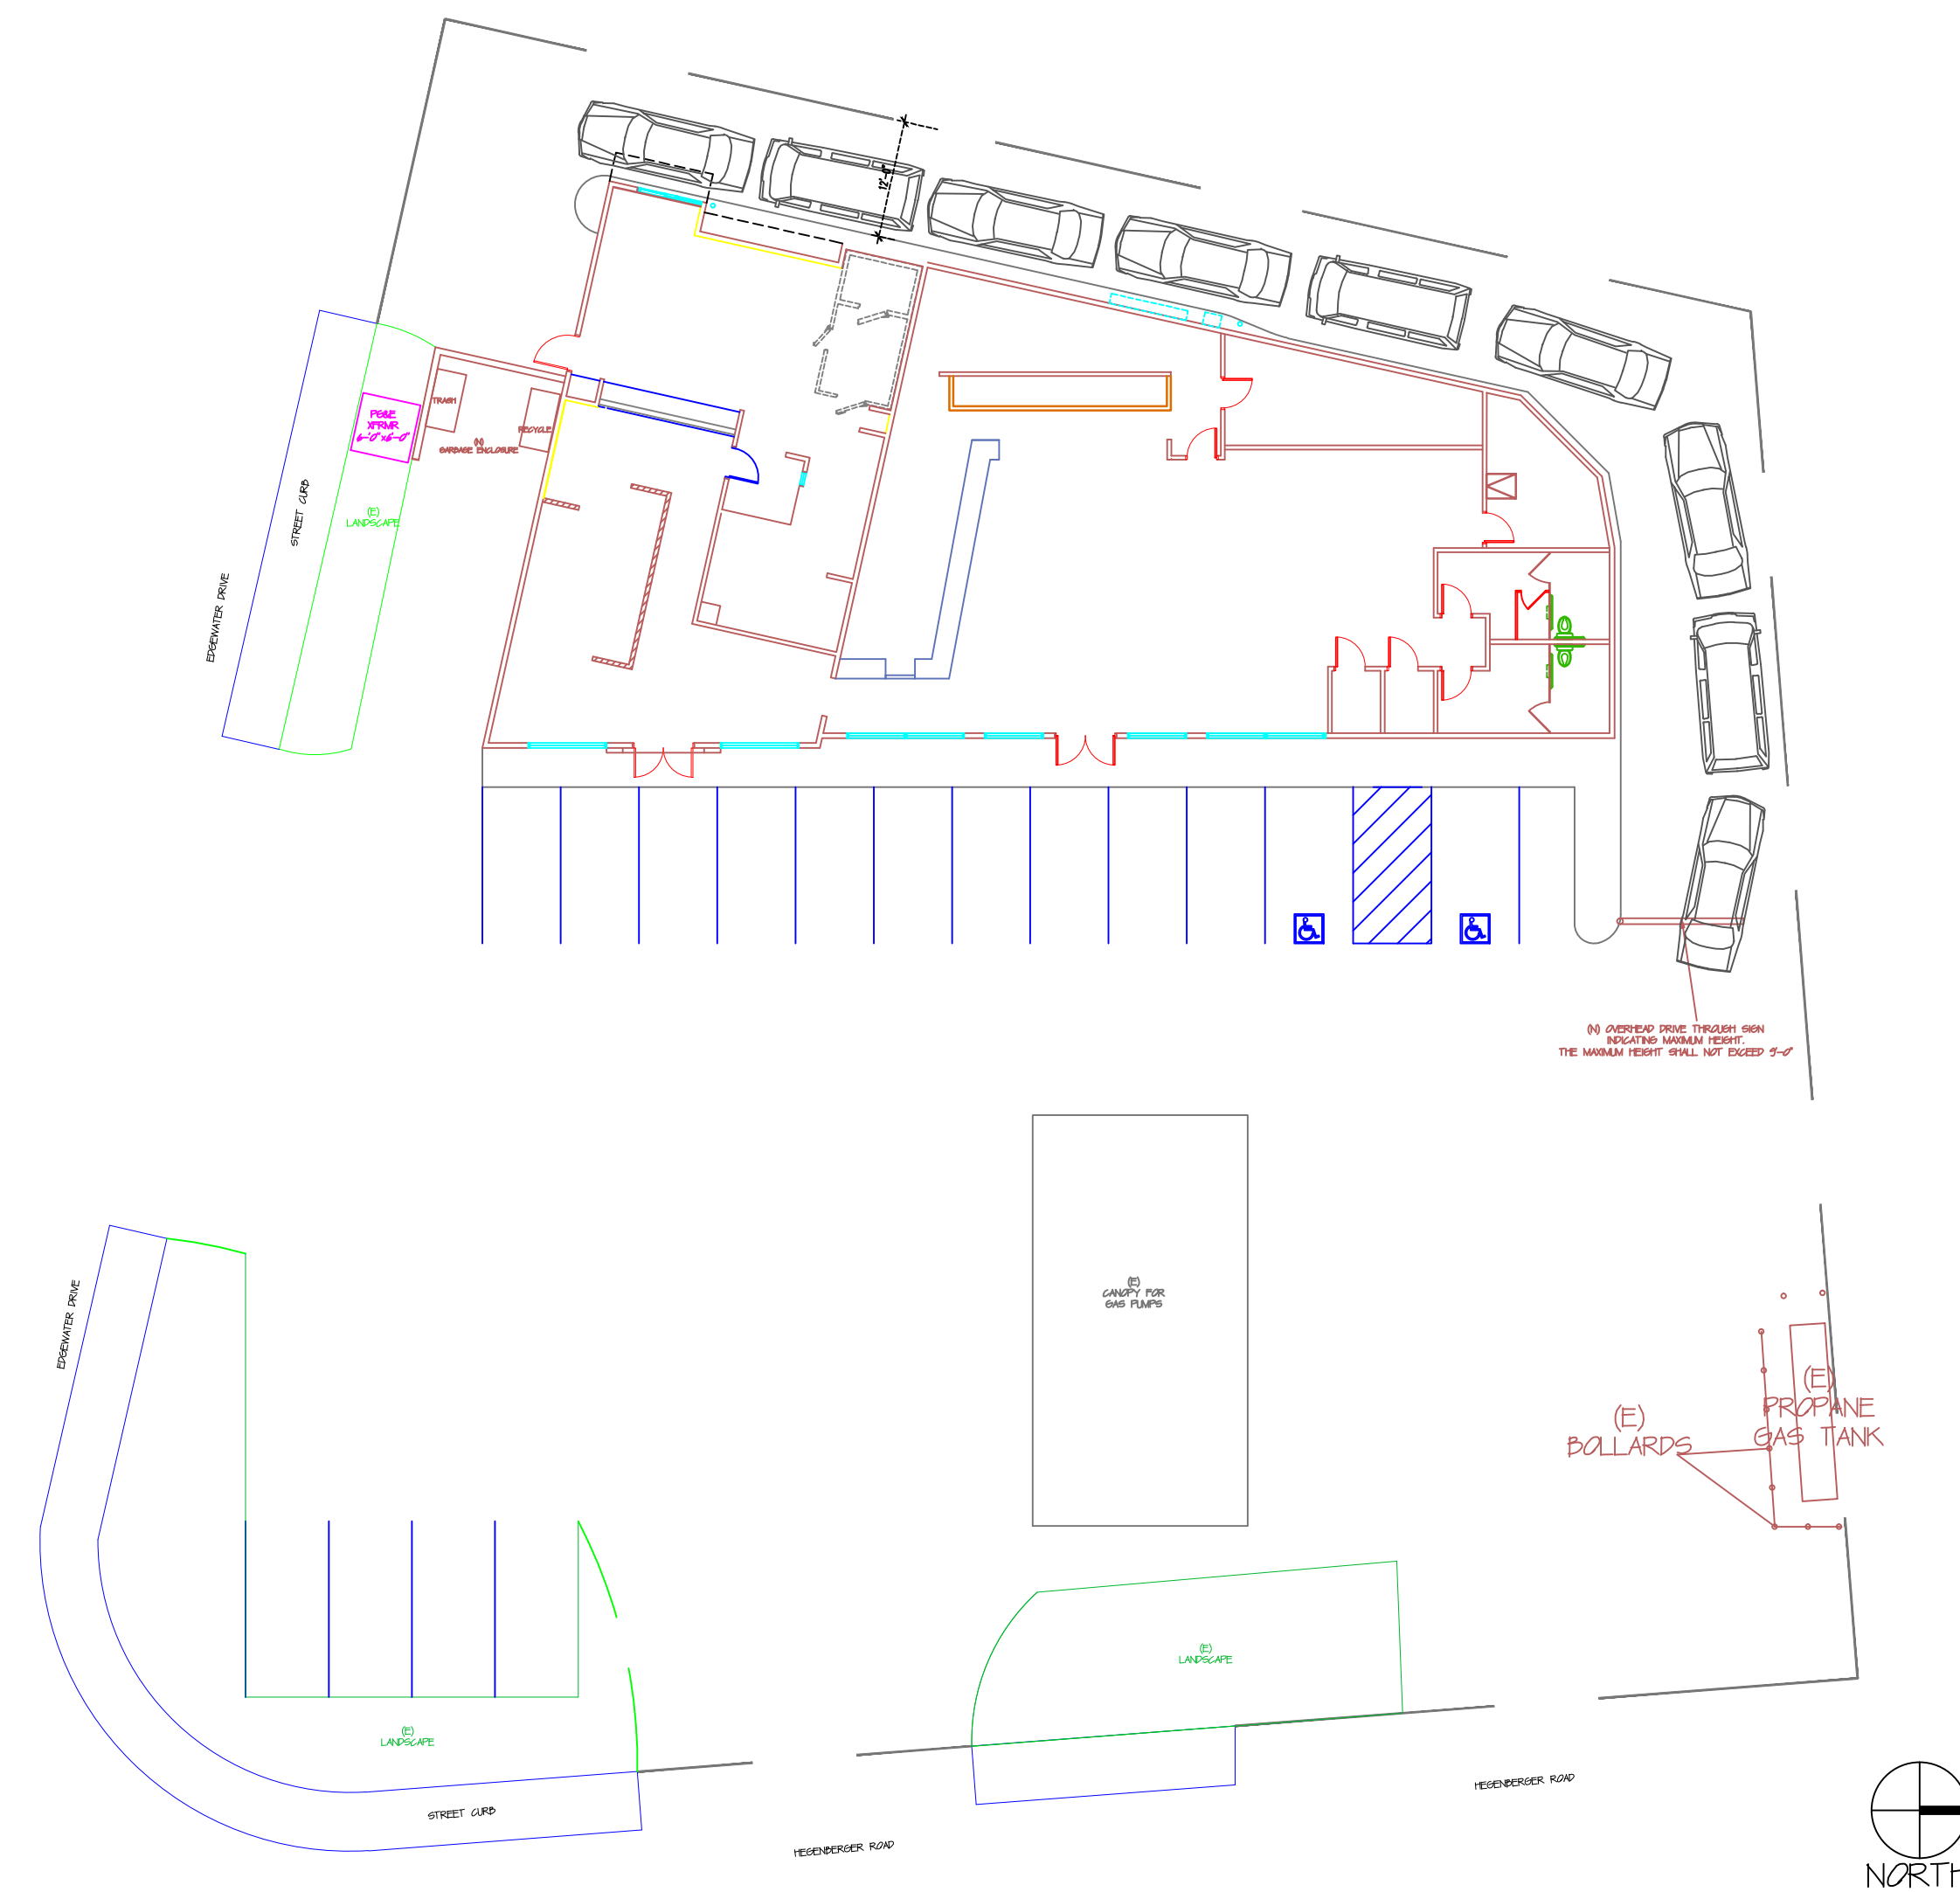 12'-0"
TRASH
PG&E
XFRMR
6'-0"x6'-0"
RECYCLE
(N)
GARBAGE ENCLOSURE
STREET CURB
(E)
LANDSCAPE
EDGEWATER DRIVE
(N) OVERHEAD DRIVE THROUGH SIGN
INDICATING MAXIMUM HEIGHT.
THE MAXIMUM HEIGHT SHALL NOT EXCEED 9'-0"
(E)
CANOPY FOR
GAS PUMPS
EDGEWATER DRIVE
(E)
PROPANE
GAS TANK
(E)
BOLLARDS
(E)
LANDSCAPE
(E)
LANDSCAPE
STREET CURB
HEGENBERGER ROAD
HEGENBERGER ROAD
NORTH